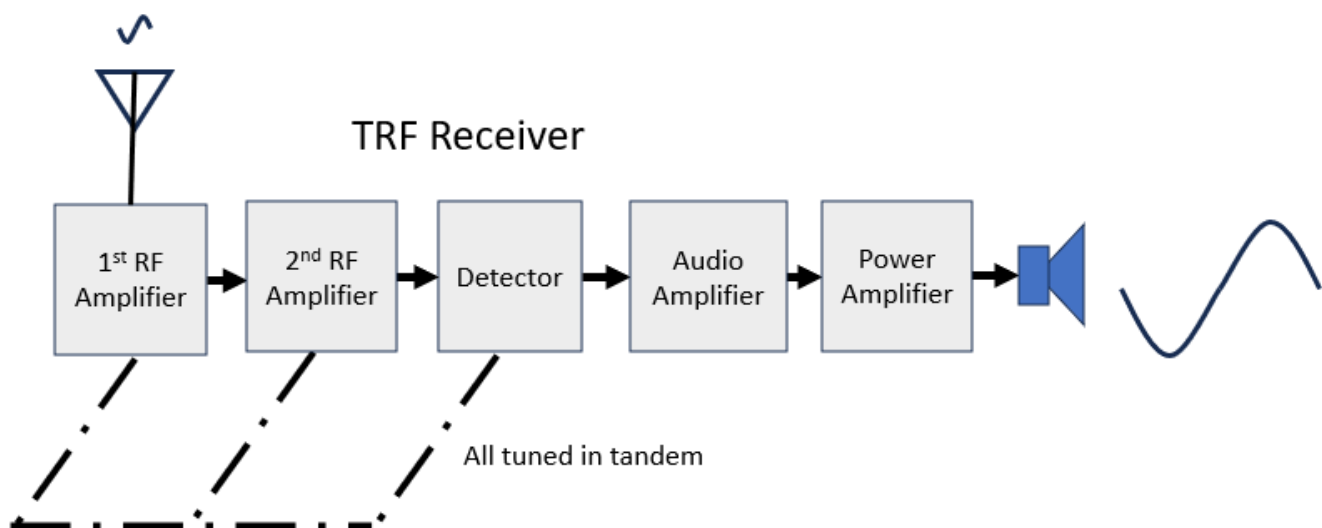 TRF Receiver
1st RF
Amplifier
2nd RF
Amplifier
Detector
Audio
Amplifier
Power
Amplifier
All tuned in tandem